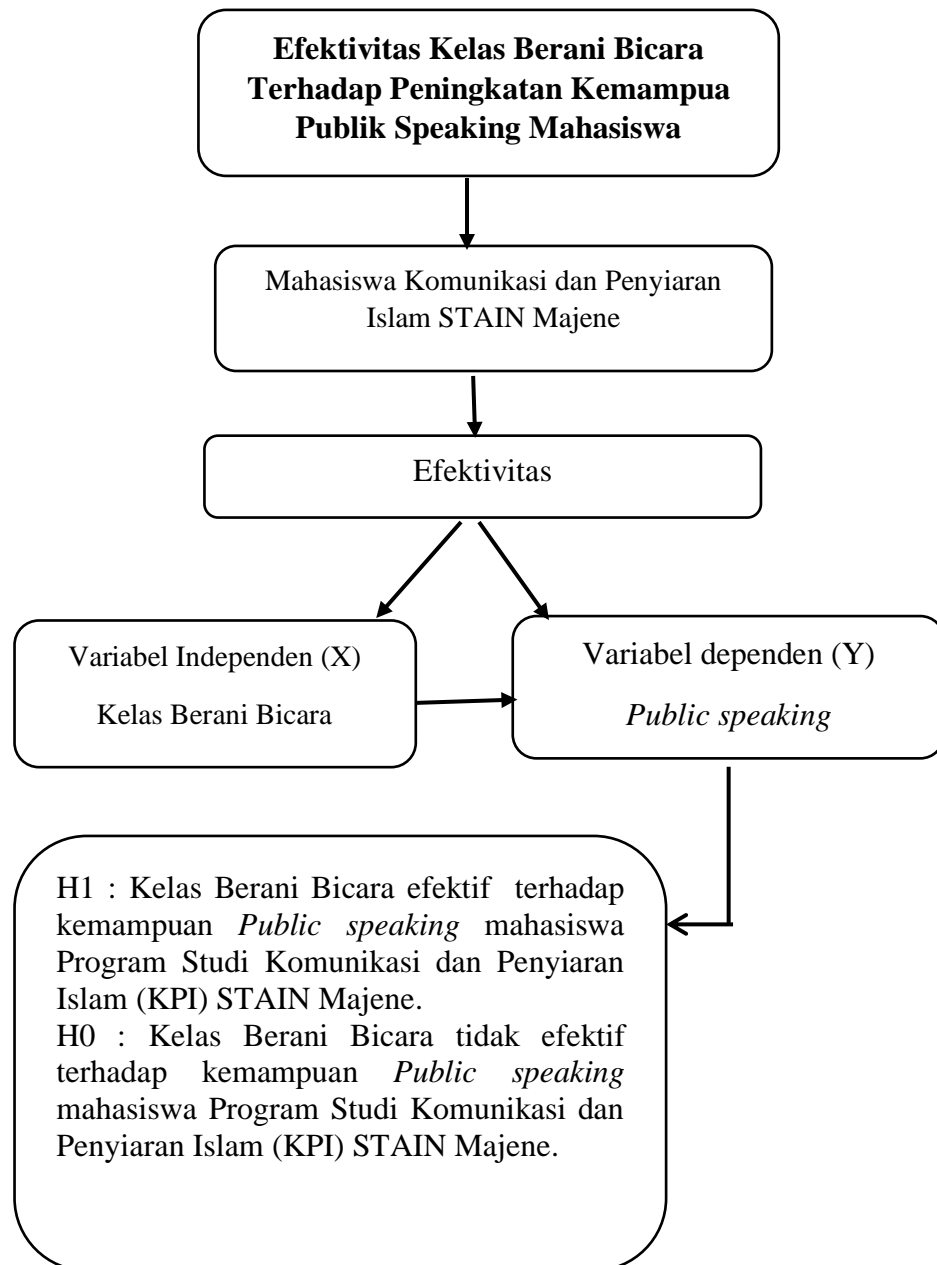 Efektivitas Kelas Berani Bicara
Terhadap Peningkatan Kemampua
Publik Speaking Mahasiswa
Mahasiswa Komunikasi dan Penyiaran
Islam STAIN Majene
Efektivitas
Variabel Independen (X)
Kelas Berani Bicara
Variabel dependen (Y)
Public speaking
H1 : Kelas Berani Bicara efektif terhadap
kemampuan Public speaking mahasiswa
Program Studi Komunikasi dan Penyiaran
Islam (KPI) STAIN Majene.
H0 : Kelas Berani Bicara tidak efektif
terhadap kemampuan Public speaking
mahasiswa Program Studi Komunikasi dan
Penyiaran Islam (KPI) STAIN Majene.